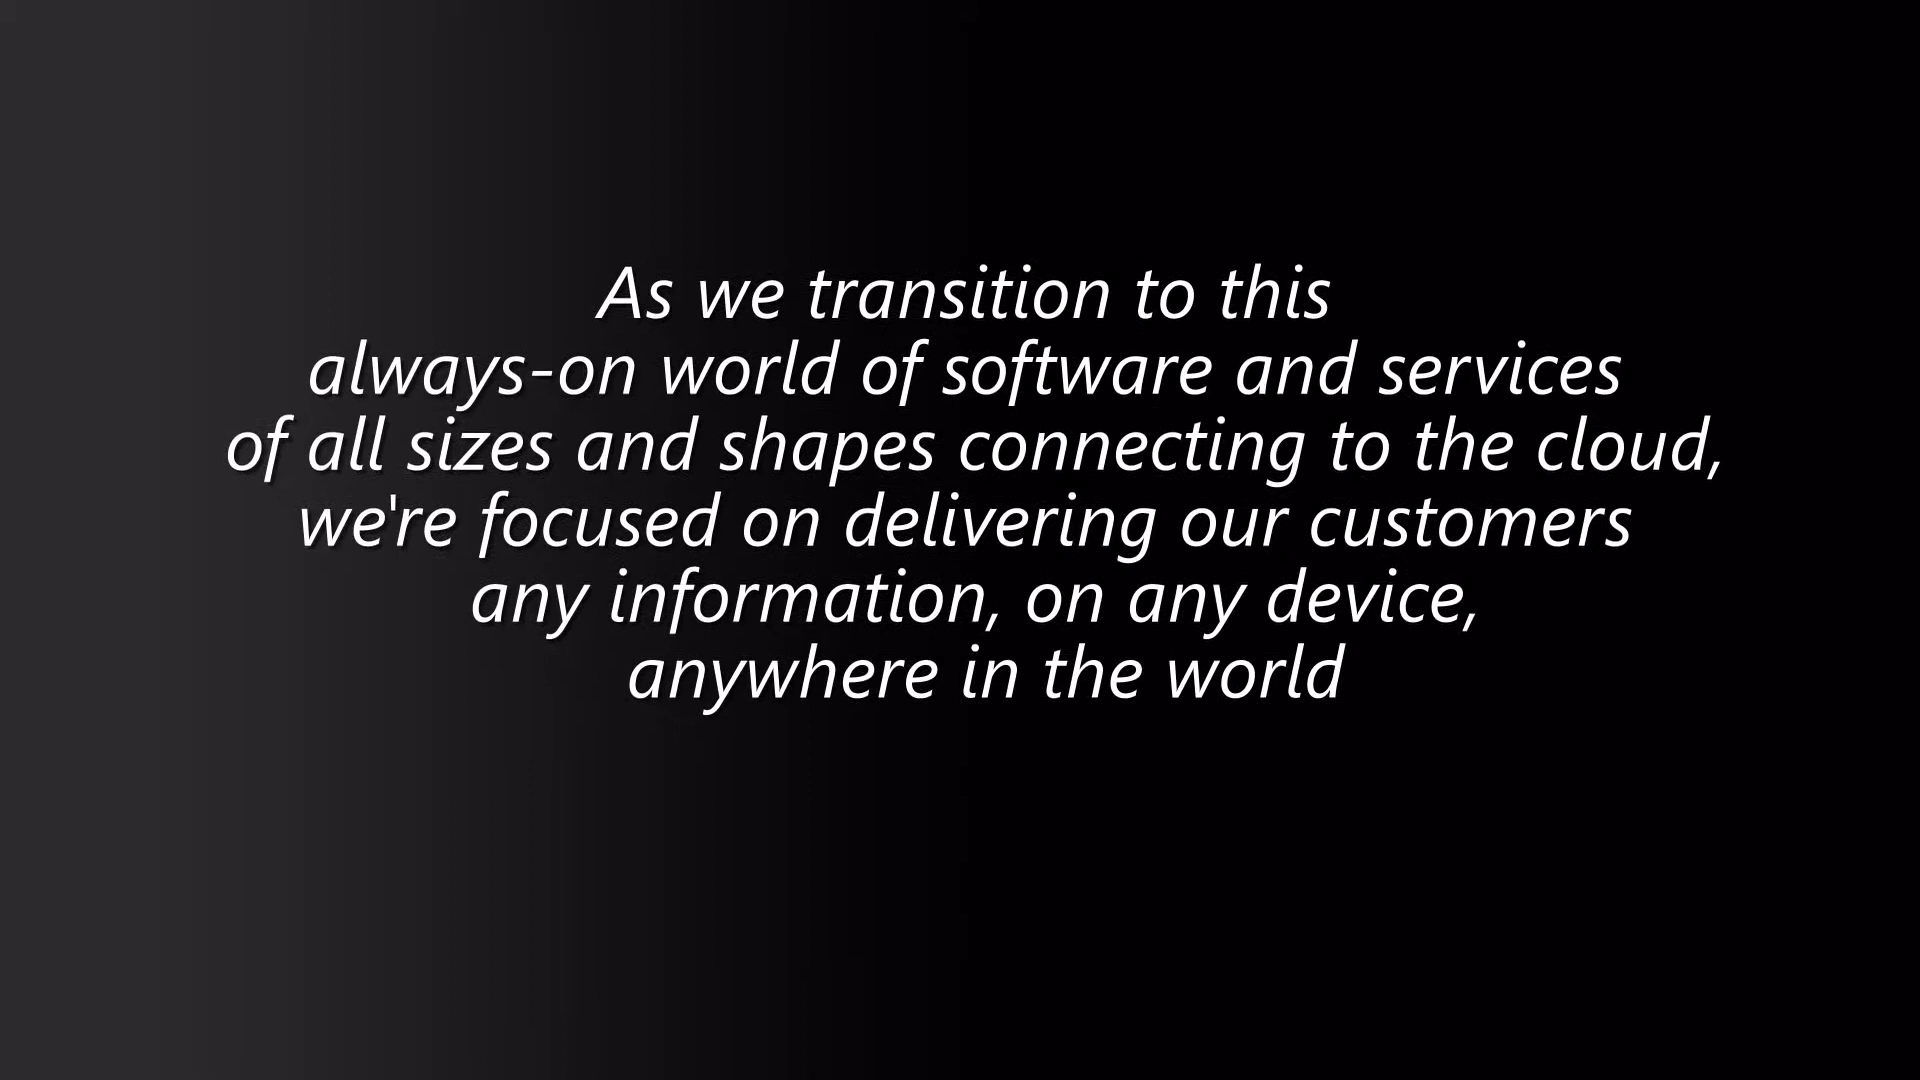 As we transition to this
always-on world of software and services
of all sizes and shapes connecting to the cloud,
we're focused on delivering our customers
any information, on any device,
anywhere in the world